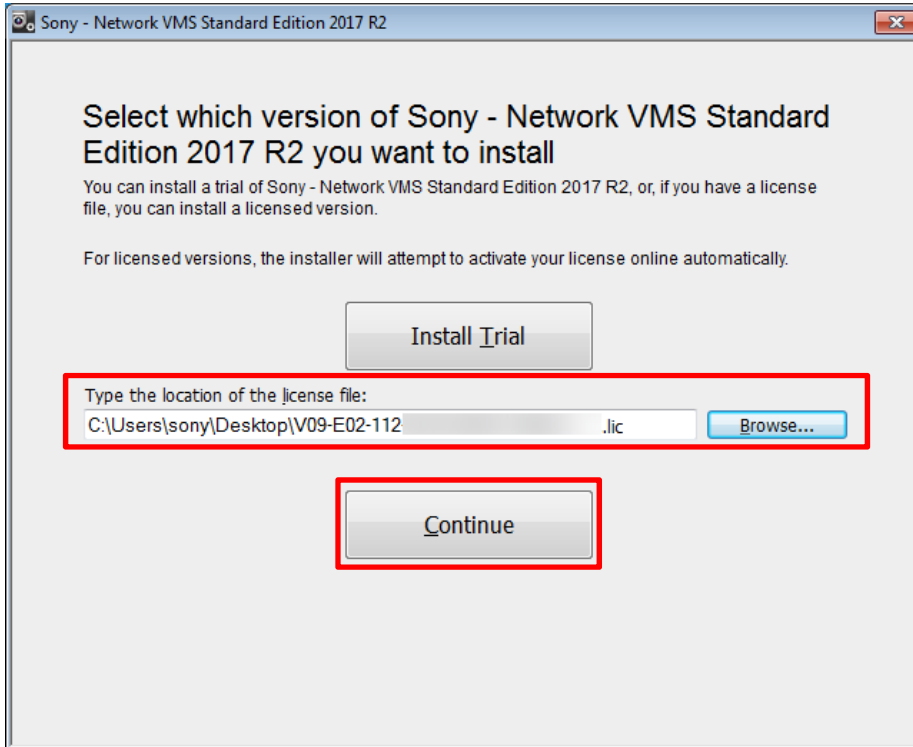 Sony - Network VMS Standard Edition 2017 R2
Select which version of Sony - Network VMS Standard
Edition 2017 R2 you want to install
You can install a trial of Sony - Network VMS Standard Edition 2017 R2, or, if you have a license
file, you can install a licensed version.
For licensed versions, the installer will attempt to activate your license online automatically.
Install Trial
Type the location of the license file:
C:\Users\sony\Desktop\V09-E02-112 .lic Browse...
Continue